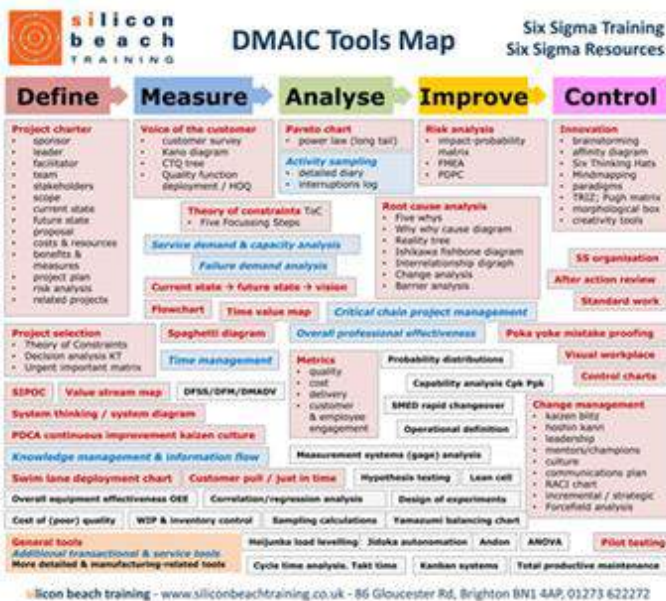 silicon
beach
TRAINING
DMAIC Tools Map
Six Sigma Training
Six Sigma Resources
Define
Measure
Analyse
Improve
Control
Project charter
• sponsor
• leader
• facilitator
• team
• stakeholders
• scope
• current state
• future state
• proposal
• costs & resources
• benefits &
• measures
• project plan
• risk analysis
• related projects
Voice of the customer
• customer survey
• Kano diagram
• CTQ tree
• Quality function
deployment / HOQ
Pareto chart
• power law (long tail)
Activity sampling
• detailed diary
• interruptions log
Risk analysis
• impact-probability
matrix
• FMEA
• PDPC
Innovation
• brainstorming
• affinity diagram
• Six Thinking Hats
• Mindmapping
• paradigms
• TRIZ; Pugh matrix
• morphological box
• creativity tools
Theory of constraints ToC
• Five Focussing Steps
Root cause analysis
• Five whys
• Why why cause diagram
• Reality tree
• Ishikawa fishbone diagram
• Interrelationship digraph
• Change analysis
• Barrier analysis
Service demand & capacity analysis
Failure demand analysis
Current state → future state → vision
SS organisation
After action review
Standard work
Flowchart
Time value map
Critical chain project management
Project selection
• Theory of Constraints
• Decision analysis KT
• Urgent important matrix
Spaghetti diagram
Overall professional effectiveness
Poka yoke mistake proofing
Time management
Metrics
• quality
• cost
• delivery
• customer
& employee
engagement
Probability distributions
Visual workplace
Capability analysis Cpk Ppk
Control charts
SIPOC
Value stream map
DFSS/DFM/DMADV
SMED rapid changeover
Change management
• kaizen blitz
• hoshin kann
• leadership
• mentors/champions
• culture
• communications plan
• RACI chart
• incremental / strategic
• Forcefield analysis
System thinking / system diagram
Operational definition
PDCA continuous improvement kaizen culture
Knowledge management & information flow
Measurement systems (gage) analysis
Swim lane deployment chart
Customer pull / just in time
Hypothesis testing
Lean cell
Overall equipment effectiveness OEE
Correlation/regression analysis
Design of experiments
Cost of (poor) quality
WIP & inventory control
Sampling calculations
Yamazumi balancing chart
General tools
Additional transactional & service tools
More detailed & manufacturing-related tools
Heijunka load levelling
Jidoka autonomation
Andon
ANOVA
Pilot testing
Cycle time analysis. Takt time
Kanban systems
Total productive maintenance
silicon beach training - www.siliconbeachtraining.co.uk - 86 Gloucester Rd, Brighton BN1 4AP, 01273 622272